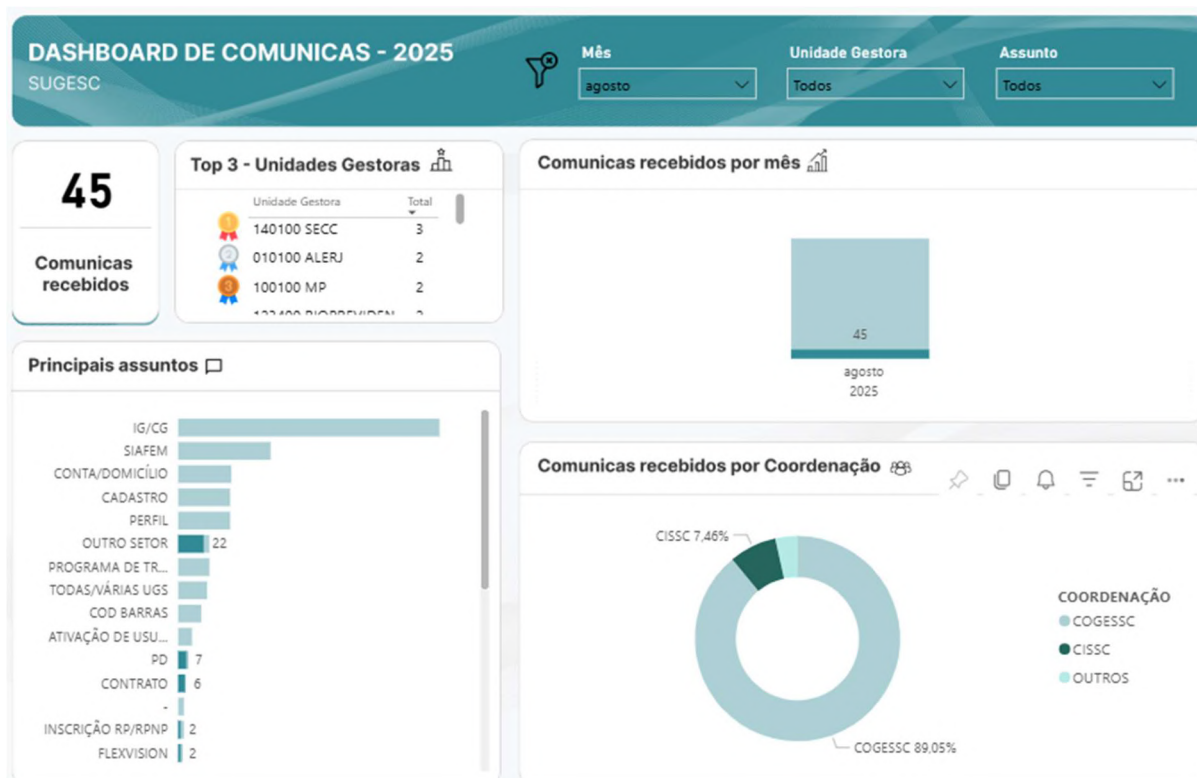 DASHBOARD DE COMUNICAS - 2025
SUGESC
Mês
agosto
Unidade Gestora
Todos
Assunto
Todos
45
Comunicas
recebidos
Top 3 - Unidades Gestoras
Unidade Gestora Total
1 140100 SECC 3
2 010100 ALERJ 2
3 100100 MP 2
Comunicas recebidos por mês
45
agosto
2025
Principais assuntos
IG/CG
SIAFEM
CONTA/DOMICÍLIO
CADASTRO
PERFIL
OUTRO SETOR 22
PROGRAMA DE TR...
TODAS/VÁRIAS UGS
COD BARRAS
ATIVAÇÃO DE USU...
PD 7
CONTRATO 6
-
INSCRIÇÃO RP/RPNP 2
FLEXVISION 2
Comunicas recebidos por Coordenação
CISSC 7,46%
COGESSC 89,05%
COORDENAÇÃO
COGESSC
CISSC
OUTROS